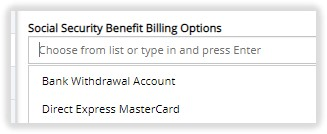 Social Security Benefit Billing Options
Choose from list or type in and press Enter
Bank Withdrawal Account
Direct Express MasterCard